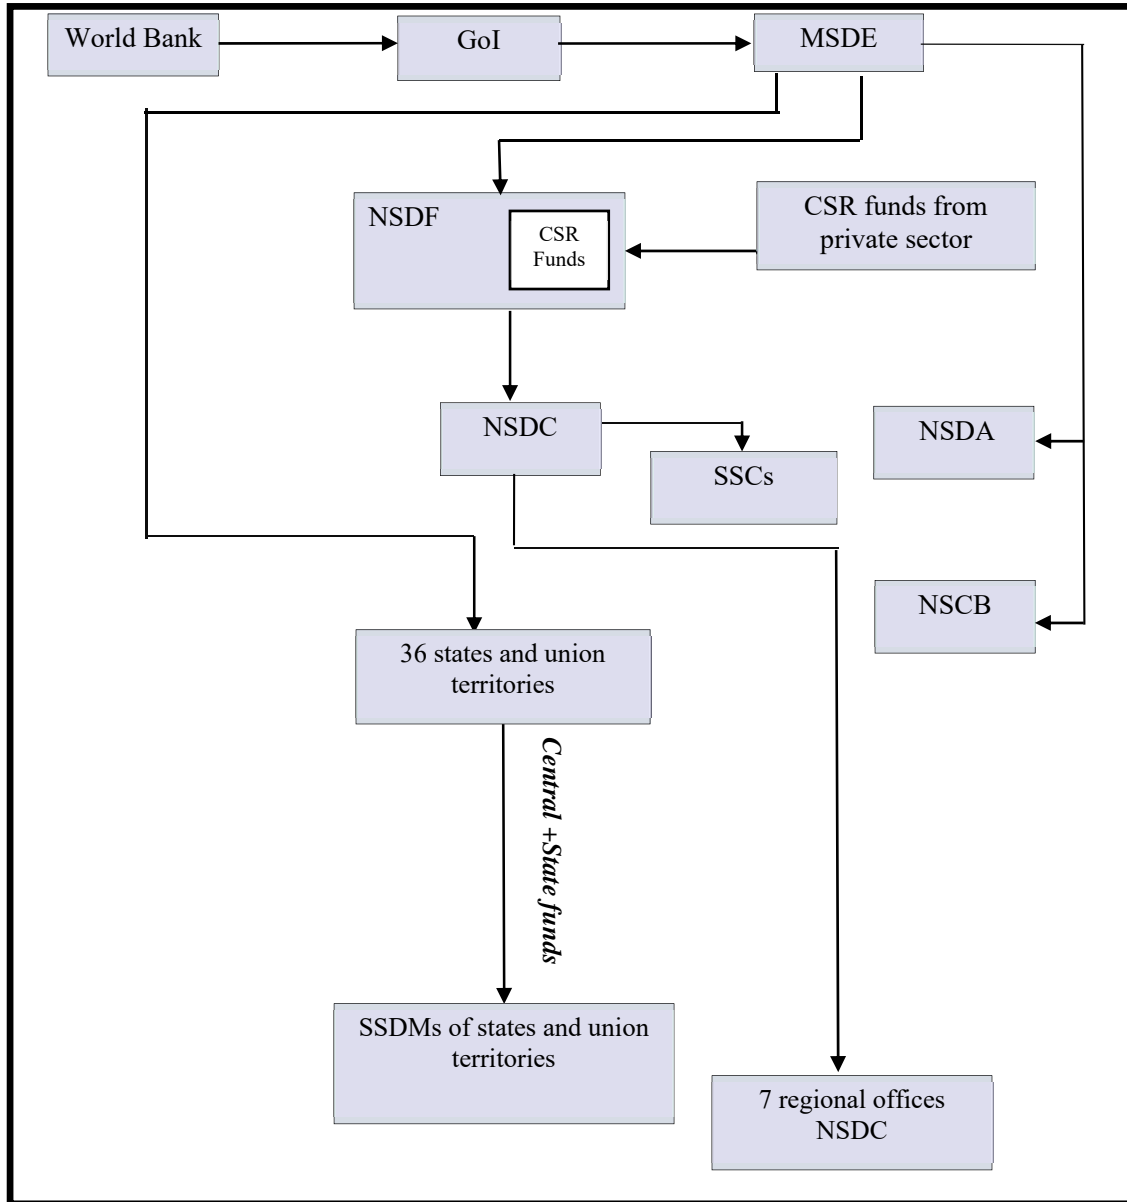 World Bank
GoI
MSDE
NSDF
CSR
Funds
CSR funds from
private sector
NSDC
SSCs
NSDA
NSCB
36 states and union
territories
Central +State funds
SSDMs of states and union
territories
7 regional offices
NSDC